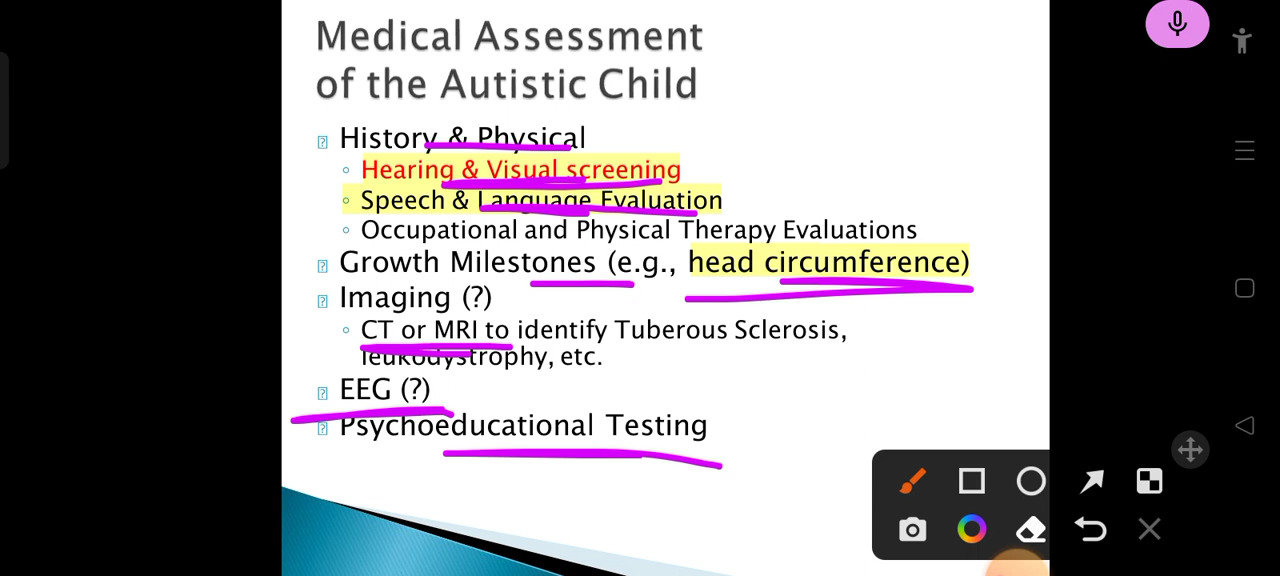 Medical Assessment
of the Autistic Child
History & Physical
Hearing & Visual screening
Speech & Language Evaluation
Occupational and Physical Therapy Evaluations
Growth Milestones (e.g., head circumference)
Imaging (?)
CT or MRI to identify Tuberous Sclerosis,
leukodystrophy, etc.
EEG (?)
Psychoeducational Testing